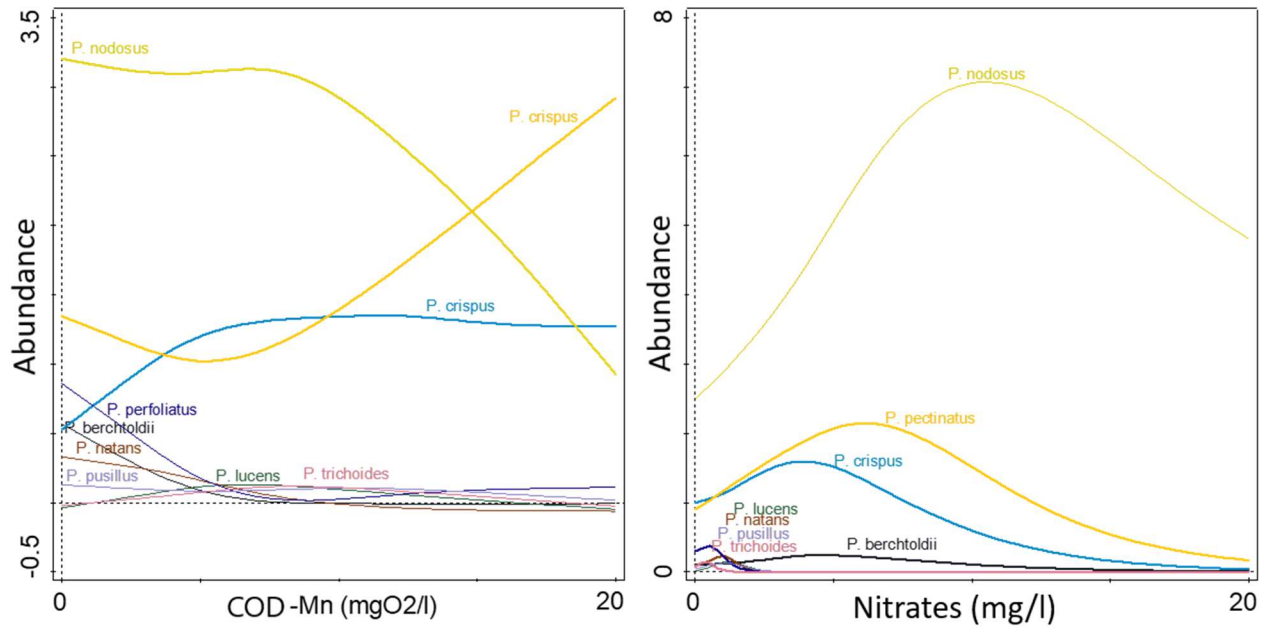 3.5
P. nodosus
P. crispus
P. crispus
P. perfoliatus
P. berchtoldii
P. natans
P. pusillus
P. lucens
P. trichoides
-0.5
Abundance
0
COD -Mn (mgO2/l)
20
8
P. nodosus
P. pectinatus
P. crispus
P. lucens
P. natans
P. pusillus
P. trichoides
P. berchtoldii
0
Abundance
0
Nitrates (mg/l)
20